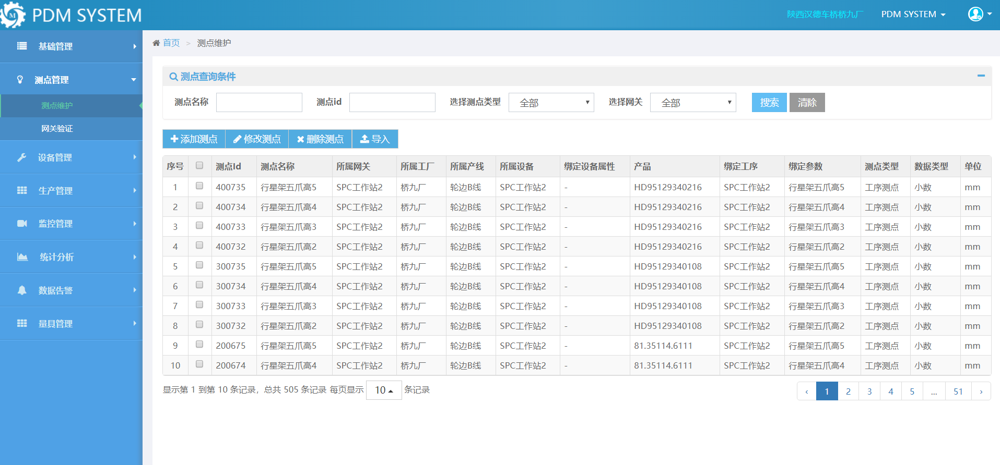 PDM SYSTEM
陕西汉德车桥桥九厂 PDM SYSTEM
基础管理
测点管理
测点维护
网关验证
设备管理
生产管理
监控管理
统计分析
数据告警
量具管理
首页 > 测点维护
测点查询条件
测点名称 测点id 选择测点类型 全部 选择网关 全部 搜索 清除
添加测点 修改测点 删除测点 导入
序号 测点Id 测点名称 所属网关 所属工厂 所属产线 所属设备 绑定设备属性 产品 绑定工序 绑定参数 测点类型 数据类型 单位
1 400735 行星架五爪高5 SPC工作站2 桥九厂 轮边B线 SPC工作站2 - HD95129340216 SPC工作站2 行星架五爪高5 工序测点 小数 mm
2 400734 行星架五爪高4 SPC工作站2 桥九厂 轮边B线 SPC工作站2 - HD95129340216 SPC工作站2 行星架五爪高4 工序测点 小数 mm
3 400733 行星架五爪高3 SPC工作站2 桥九厂 轮边B线 SPC工作站2 - HD95129340216 SPC工作站2 行星架五爪高3 工序测点 小数 mm
4 400732 行星架五爪高2 SPC工作站2 桥九厂 轮边B线 SPC工作站2 - HD95129340216 SPC工作站2 行星架五爪高2 工序测点 小数 mm
5 300735 行星架五爪高5 SPC工作站2 桥九厂 轮边B线 SPC工作站2 - HD95129340108 SPC工作站2 行星架五爪高5 工序测点 小数 mm
6 300734 行星架五爪高4 SPC工作站2 桥九厂 轮边B线 SPC工作站2 - HD95129340108 SPC工作站2 行星架五爪高4 工序测点 小数 mm
7 300733 行星架五爪高3 SPC工作站2 桥九厂 轮边B线 SPC工作站2 - HD95129340108 SPC工作站2 行星架五爪高3 工序测点 小数 mm
8 300732 行星架五爪高2 SPC工作站2 桥九厂 轮边B线 SPC工作站2 - HD95129340108 SPC工作站2 行星架五爪高2 工序测点 小数 mm
9 200675 行星架五爪高5 SPC工作站2 桥九厂 轮边B线 SPC工作站2 - 81.35114.6111 SPC工作站2 行星架五爪高5 工序测点 小数 mm
10 200674 行星架五爪高4 SPC工作站2 桥九厂 轮边B线 SPC工作站2 - 81.35114.6111 SPC工作站2 行星架五爪高4 工序测点 小数 mm
显示第 1 到第 10 条记录，总共 505 条记录 每页显示 10 条记录 ‹ 1 2 3 4 5 ... 51 ›